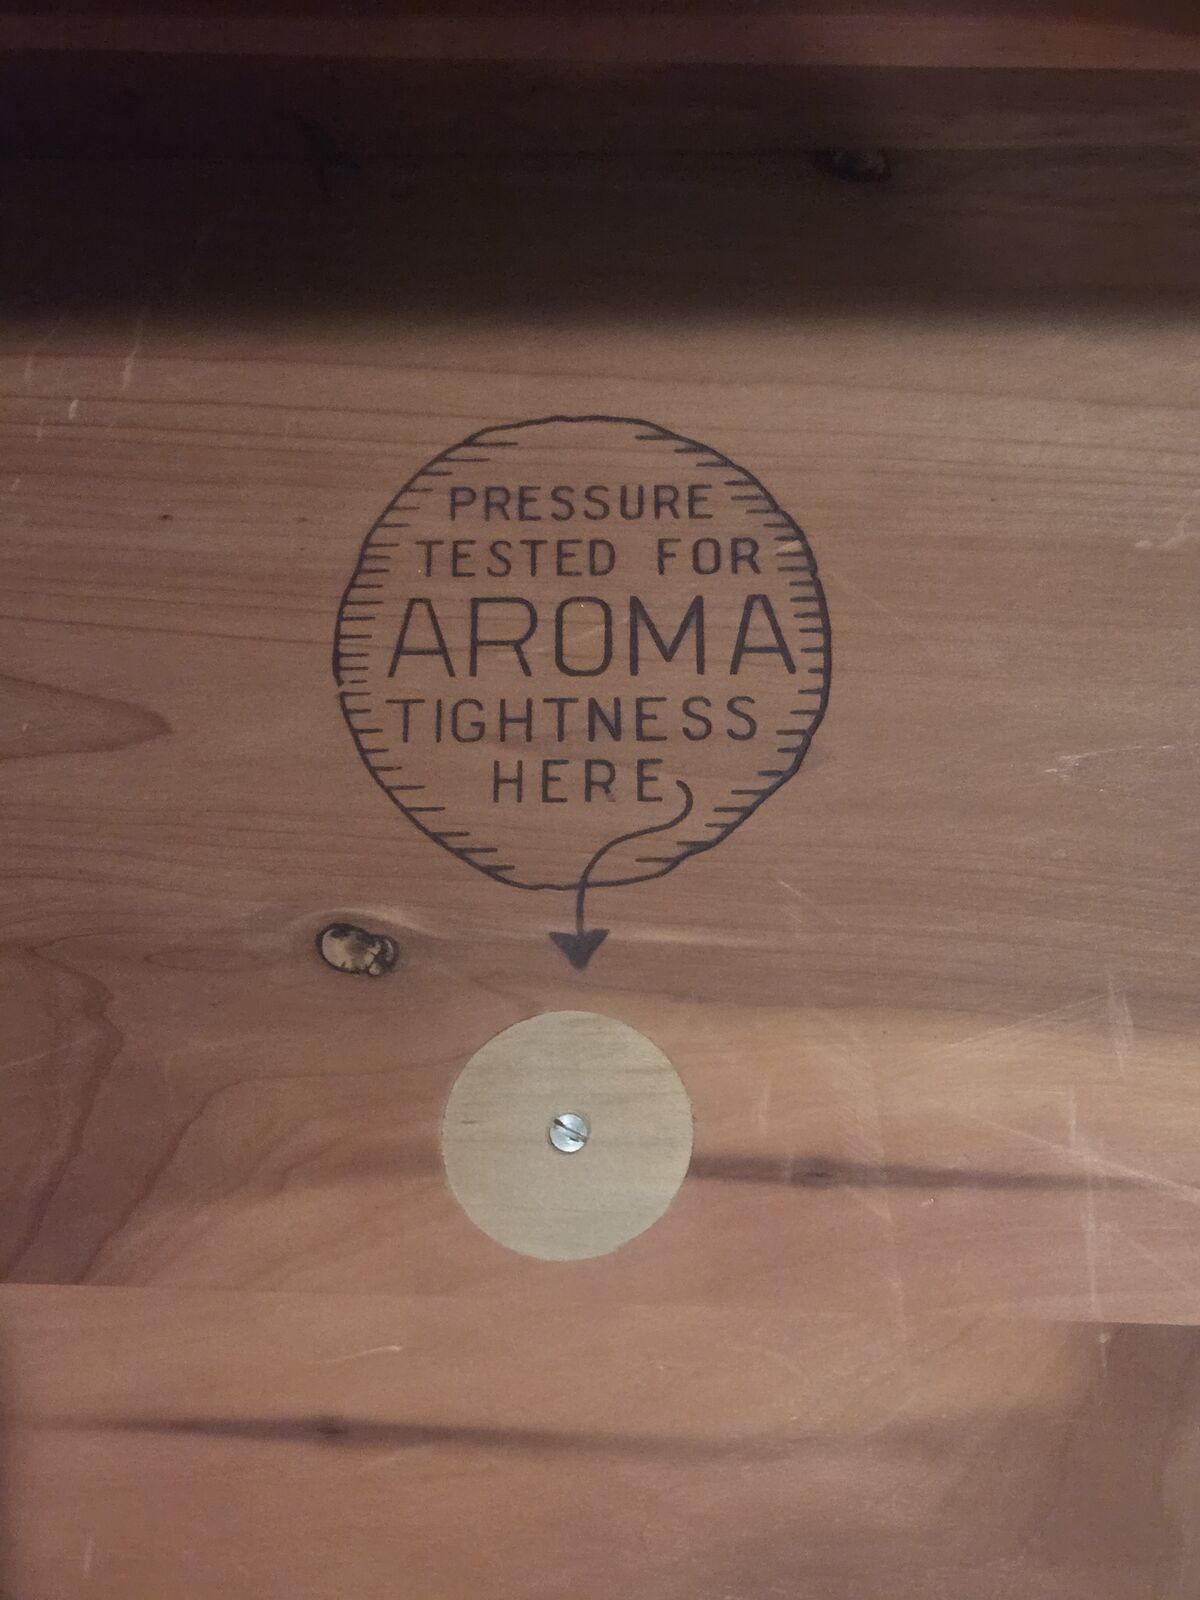 PRESSURE
TESTED FOR
AROMA
TIGHTNESS
HERE